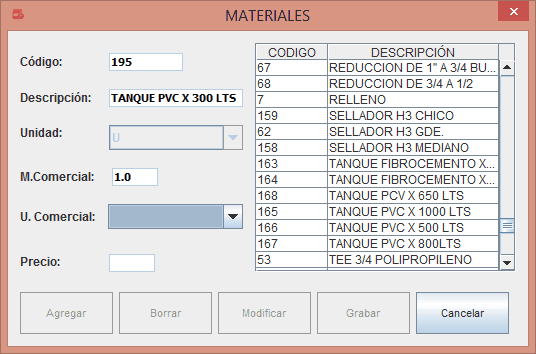 MATERIALES
Código: 195
Descripción: TANQUE PVC X 300 LTS
Unidad: U
M.Comercial: 1.0
U. Comercial:
Precio:
CODIGO DESCRIPCIÓN
67 REDUCCION DE 1" A 3/4 BU...
68 REDUCCION DE 3/4 A 1/2
7 RELLENO
159 SELLADOR H3 CHICO
62 SELLADOR H3 GDE.
158 SELLADOR H3 MEDIANO
163 TANQUE FIBROCEMENTO X...
164 TANQUE FIBROCEMENTO X...
168 TANQUE PCV X 650 LTS
165 TANQUE PVC X 1000 LTS
166 TANQUE PVC X 500 LTS
167 TANQUE PVC X 800LTS
53 TEE 3/4 POLIPROPILENO
Agregar Borrar Modificar Grabar Cancelar